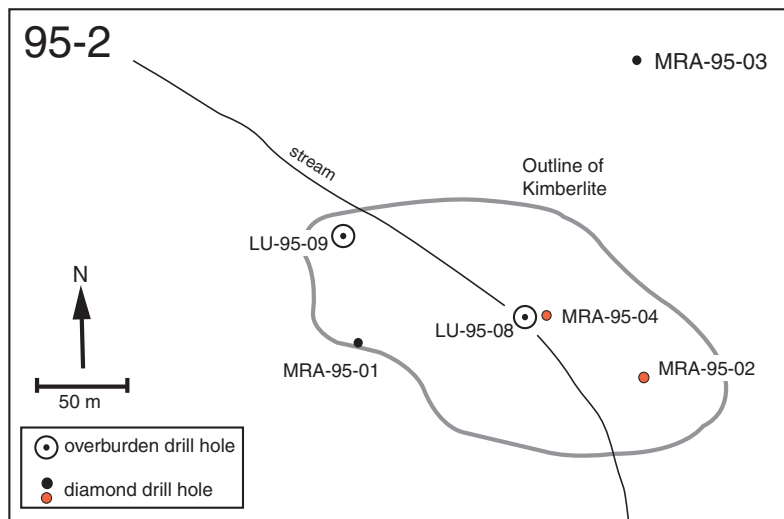 95-2
MRA-95-03
stream
Outline of
Kimberlite
LU-95-09
N
LU-95-08
MRA-95-04
MRA-95-01
MRA-95-02
50 m
overburden drill hole
diamond drill hole